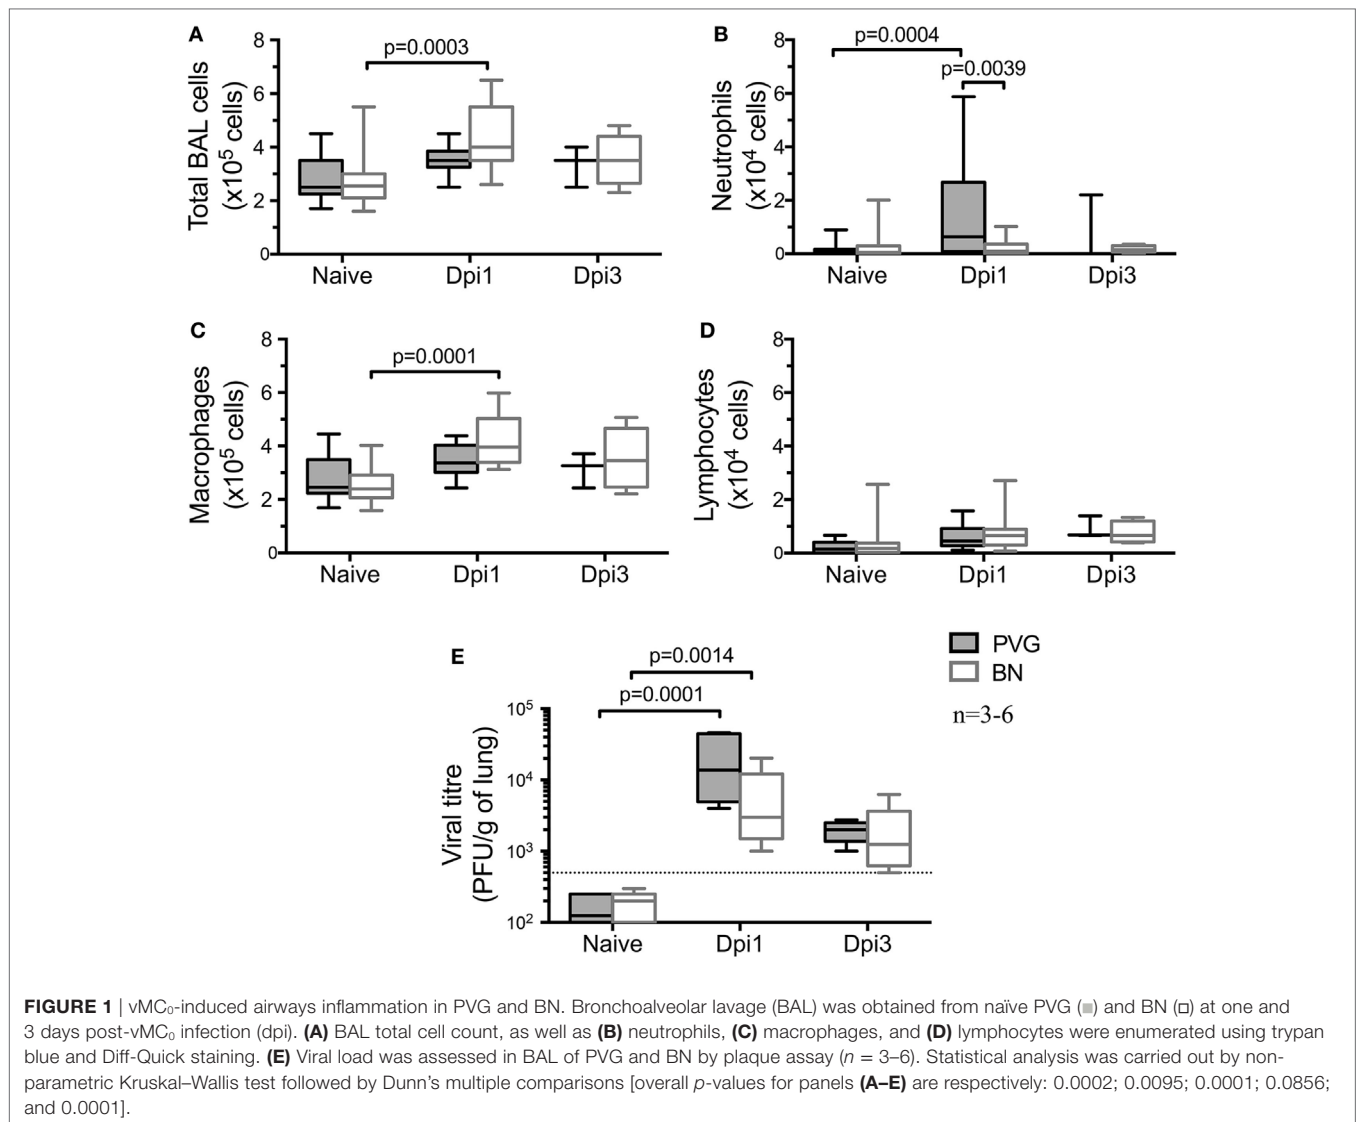 A
8
6
4
2
0
Total BAL cells
(x10⁵ cells)
p=0.0003
Naive Dpi1 Dpi3
B
8
6
4
2
0
Neutrophils
(x10⁴ cells)
p=0.0004
p=0.0039
Naive Dpi1 Dpi3
C
8
6
4
2
0
Macrophages
(x10⁵ cells)
p=0.0001
Naive Dpi1 Dpi3
D
8
6
4
2
0
Lymphocytes
(x10⁴ cells)
Naive Dpi1 Dpi3
E
10⁵
10⁴
10³
10²
Viral titre
(PFU/g of lung)
p=0.0014
p=0.0001
Naive Dpi1 Dpi3
PVG
BN
n=3-6
FIGURE 1 | vMC₀-induced airways inflammation in PVG and BN. Bronchoalveolar lavage (BAL) was obtained from naïve PVG (■) and BN (□) at one and
3 days post-vMC₀ infection (dpi). (A) BAL total cell count, as well as (B) neutrophils, (C) macrophages, and (D) lymphocytes were enumerated using trypan
blue and Diff-Quick staining. (E) Viral load was assessed in BAL of PVG and BN by plaque assay (n = 3–6). Statistical analysis was carried out by non-
parametric Kruskal–Wallis test followed by Dunn’s multiple comparisons [overall p-values for panels (A–E) are respectively: 0.0002; 0.0095; 0.0001; 0.0856;
and 0.0001].